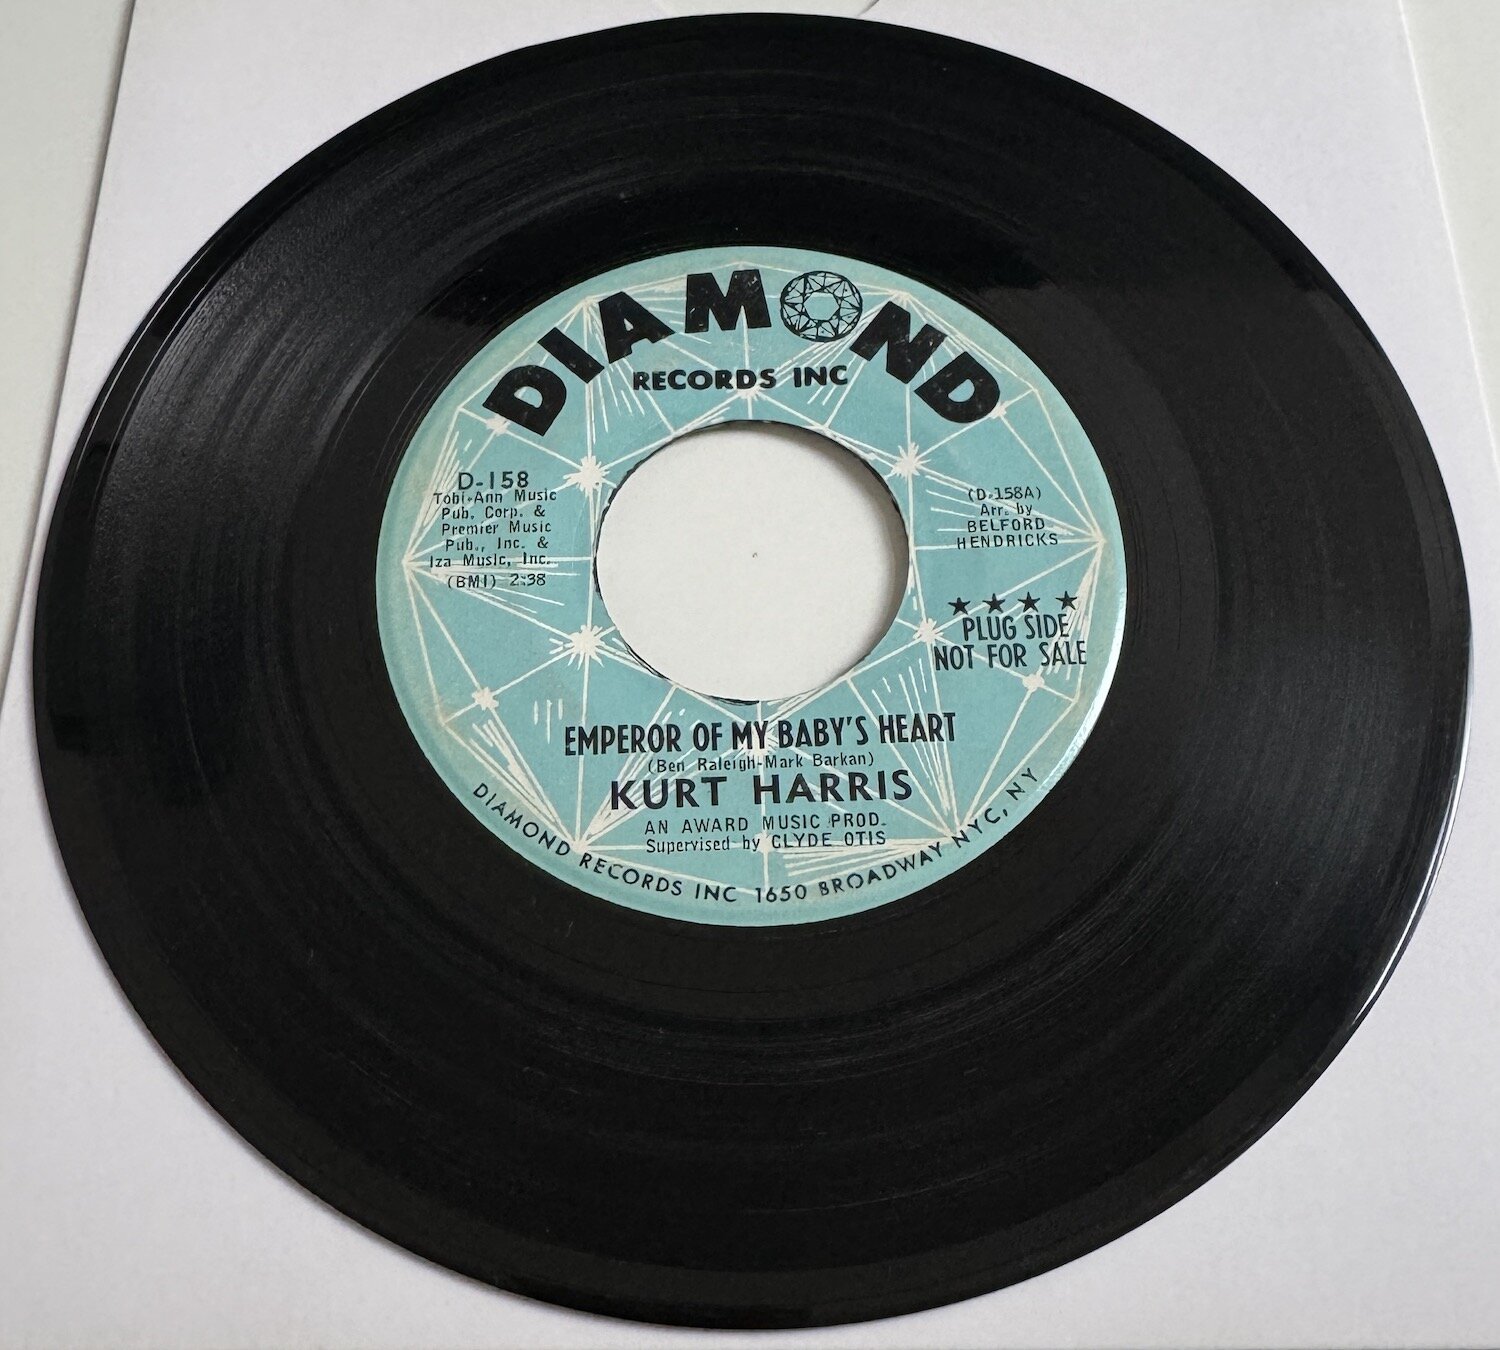 DIAMOND
RECORDS INC
D-158
Tobi-Ann Music
Pub. Corp. &
Premier Music
Pub., Inc. &
Iza Music, Inc.
(BMI) 2:38
(D-158A)
Arr. by
BELFORD
HENDRICKS
★ ★ ★ ★
PLUG SIDE
NOT FOR SALE
EMPEROR OF MY BABY'S HEART
(Ben Raleigh-Mark Barkan)
KURT HARRIS
AN AWARD MUSIC PROD.
Supervised by CLYDE OTIS
DIAMOND RECORDS INC 1650 BROADWAY NYC, NY